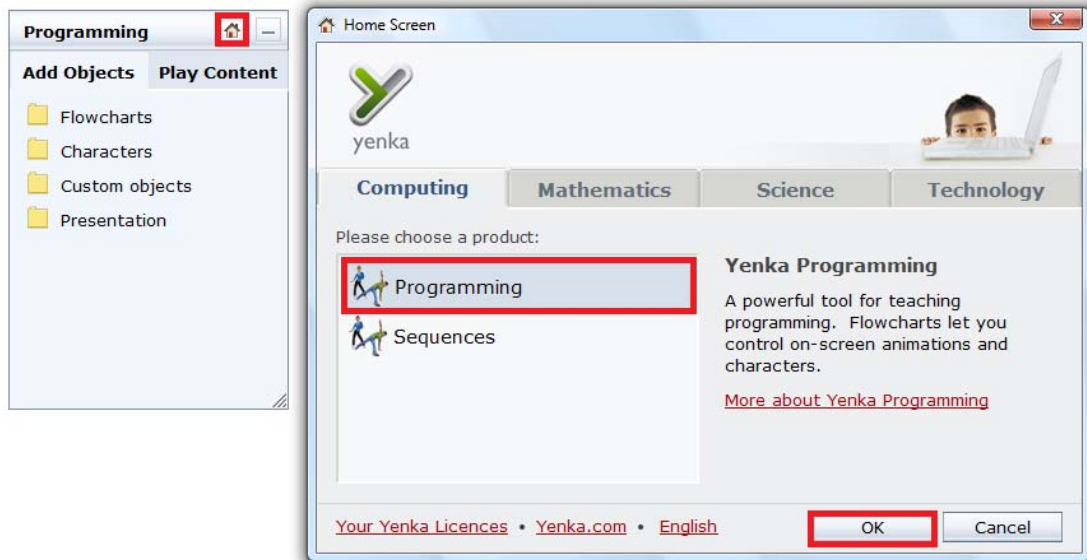 Programming
Add Objects Play Content
Flowcharts
Characters
Custom objects
Presentation
Home Screen
yenka
Computing Mathematics Science Technology
Please choose a product:
Programming
Sequences
Yenka Programming
A powerful tool for teaching
programming. Flowcharts let you
control on-screen animations and
characters.
More about Yenka Programming
Your Yenka Licences • Yenka.com • English
OK Cancel